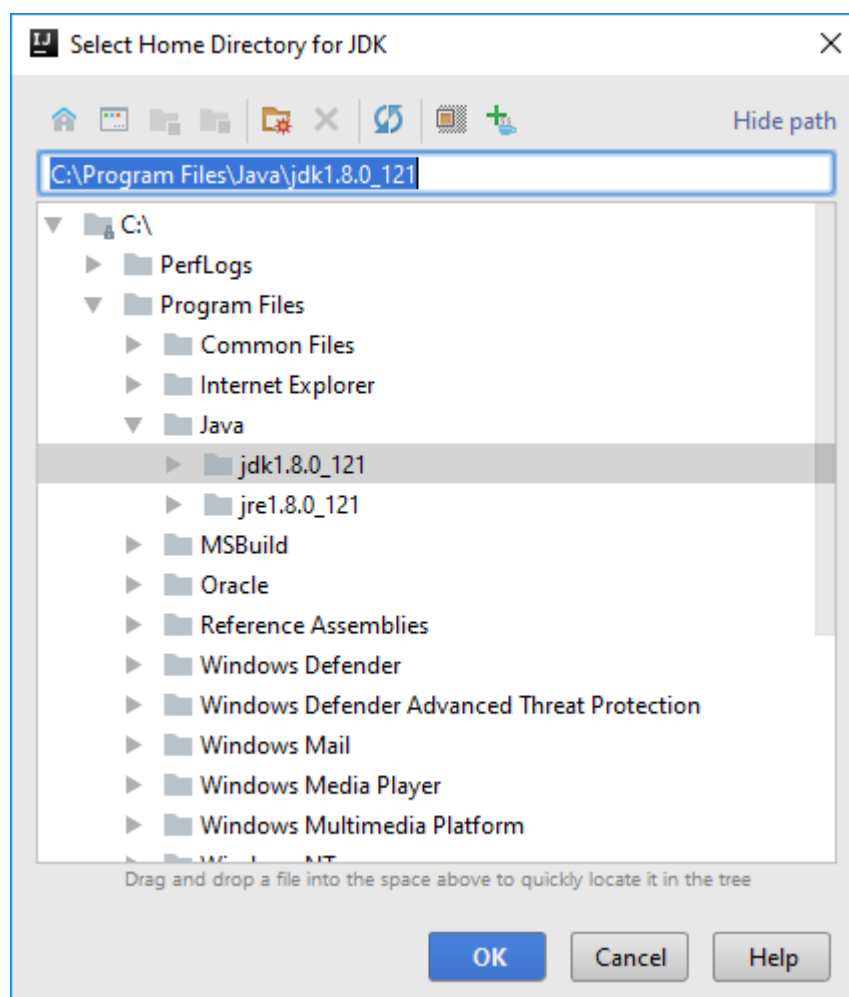 IJ Select Home Directory for JDK
Hide path
C:\Program Files\Java\jdk1.8.0_121
C:\
PerfLogs
Program Files
Common Files
Internet Explorer
Java
jdk1.8.0_121
jre1.8.0_121
MSBuild
Oracle
Reference Assemblies
Windows Defender
Windows Defender Advanced Threat Protection
Windows Mail
Windows Media Player
Windows Multimedia Platform
Windows NT
Drag and drop a file into the space above to quickly locate it in the tree
OK Cancel Help